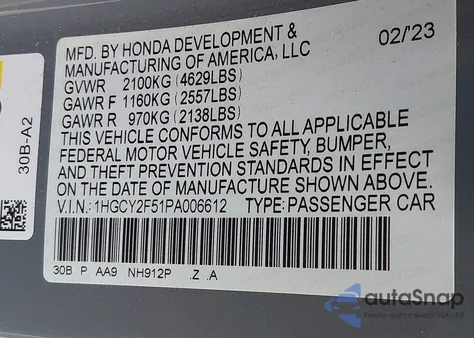 MFD. BY HONDA DEVELOPMENT & 02/'23
MANUFACTURING OF AMERICA, LLC
GVWR 2100KG (4629LBS)
GAWR F 1160KG (2557LBS)
GAWR R 970KG (2138LBS)
THIS VEHICLE CONFORMS TO ALL APPLICABLE
FEDERAL MOTOR VEHICLE SAFETY, BUMPER,
AND THEFT PREVENTION STANDARDS IN EFFECT
ON THE DATE OF MANUFACTURE SHOWN ABOVE.
V.I.N.: 1HGCY2F51PA006612 TYPE: PASSENGER CAR
30B P AA9 NH912P .Z .A
30B-A2
autoSnap